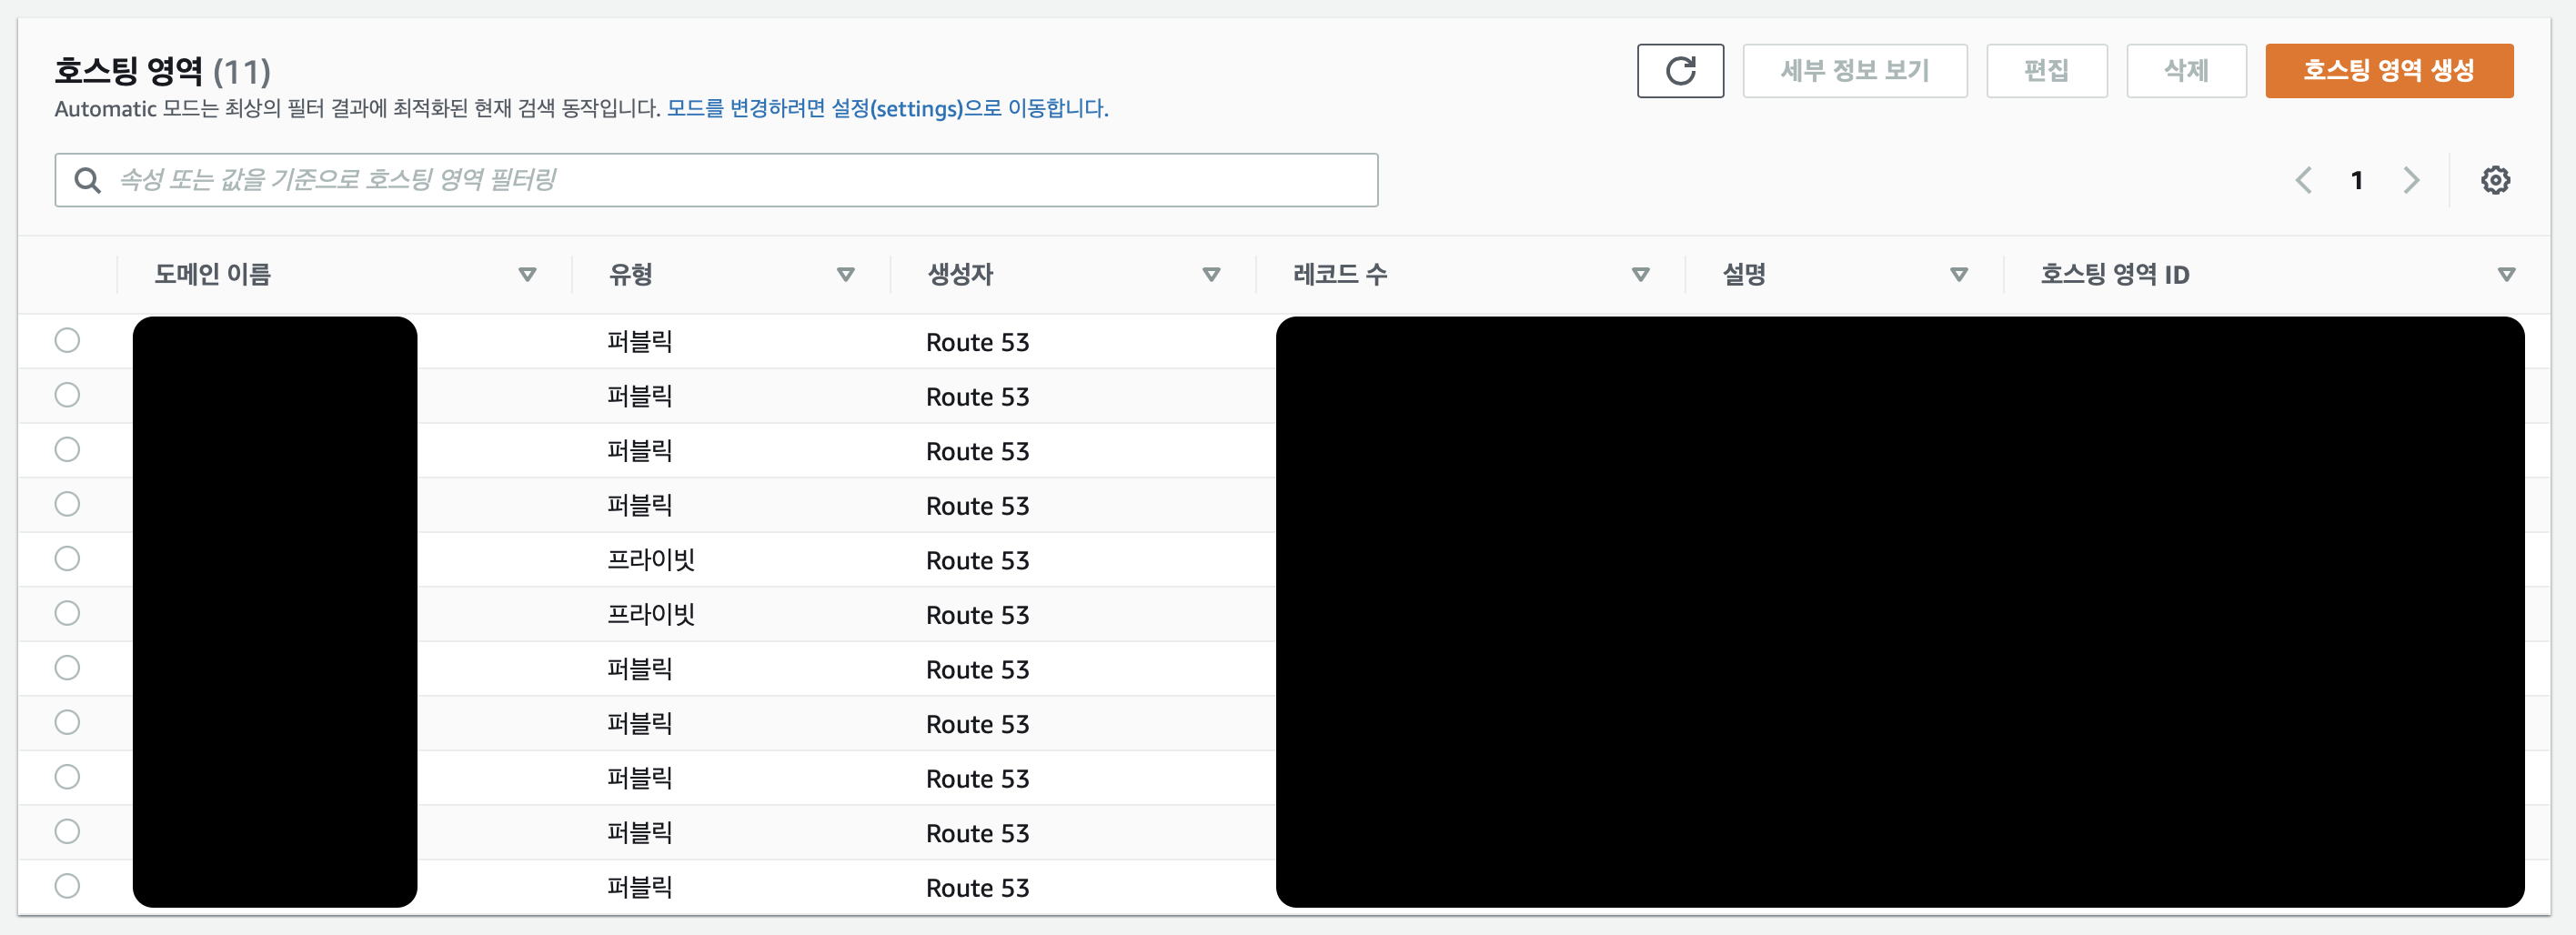 호스팅 영역 (11)
세부 정보 보기 편집 삭제 호스팅 영역 생성
Automatic 모드는 최상의 필터 결과에 최적화된 현재 검색 동작입니다. 모드를 변경하려면 설정(settings)으로 이동합니다.
속성 또는 값을 기준으로 호스팅 영역 필터링 1
도메인 이름 유형 생성자 레코드 수 설명 호스팅 영역 ID
퍼블릭 Route 53
퍼블릭 Route 53
퍼블릭 Route 53
퍼블릭 Route 53
프라이빗 Route 53
프라이빗 Route 53
퍼블릭 Route 53
퍼블릭 Route 53
퍼블릭 Route 53
퍼블릭 Route 53
퍼블릭 Route 53